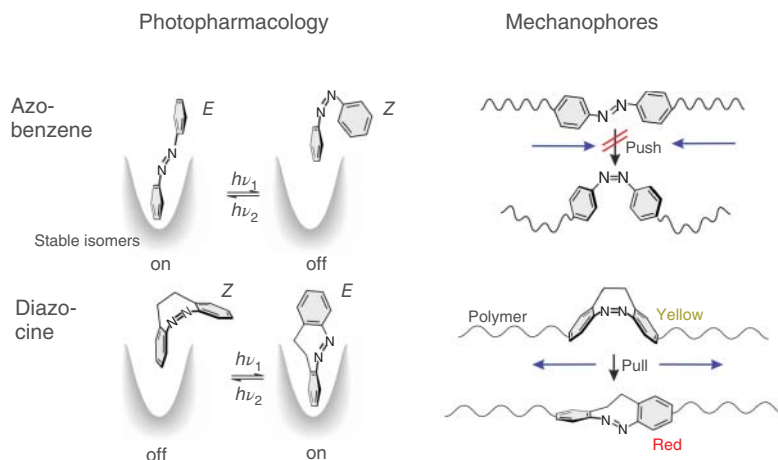 Photopharmacology
Mechanophores
Azo-
benzene
E
N
N
Z
N
N
hν1
hν2
Stable isomers
on
off
N
N
Push
N=N
Diazo-
cine
Z
N=N
E
N
N
hν1
hν2
off
on
Polymer
Yellow
N=N
Pull
N=N
Red